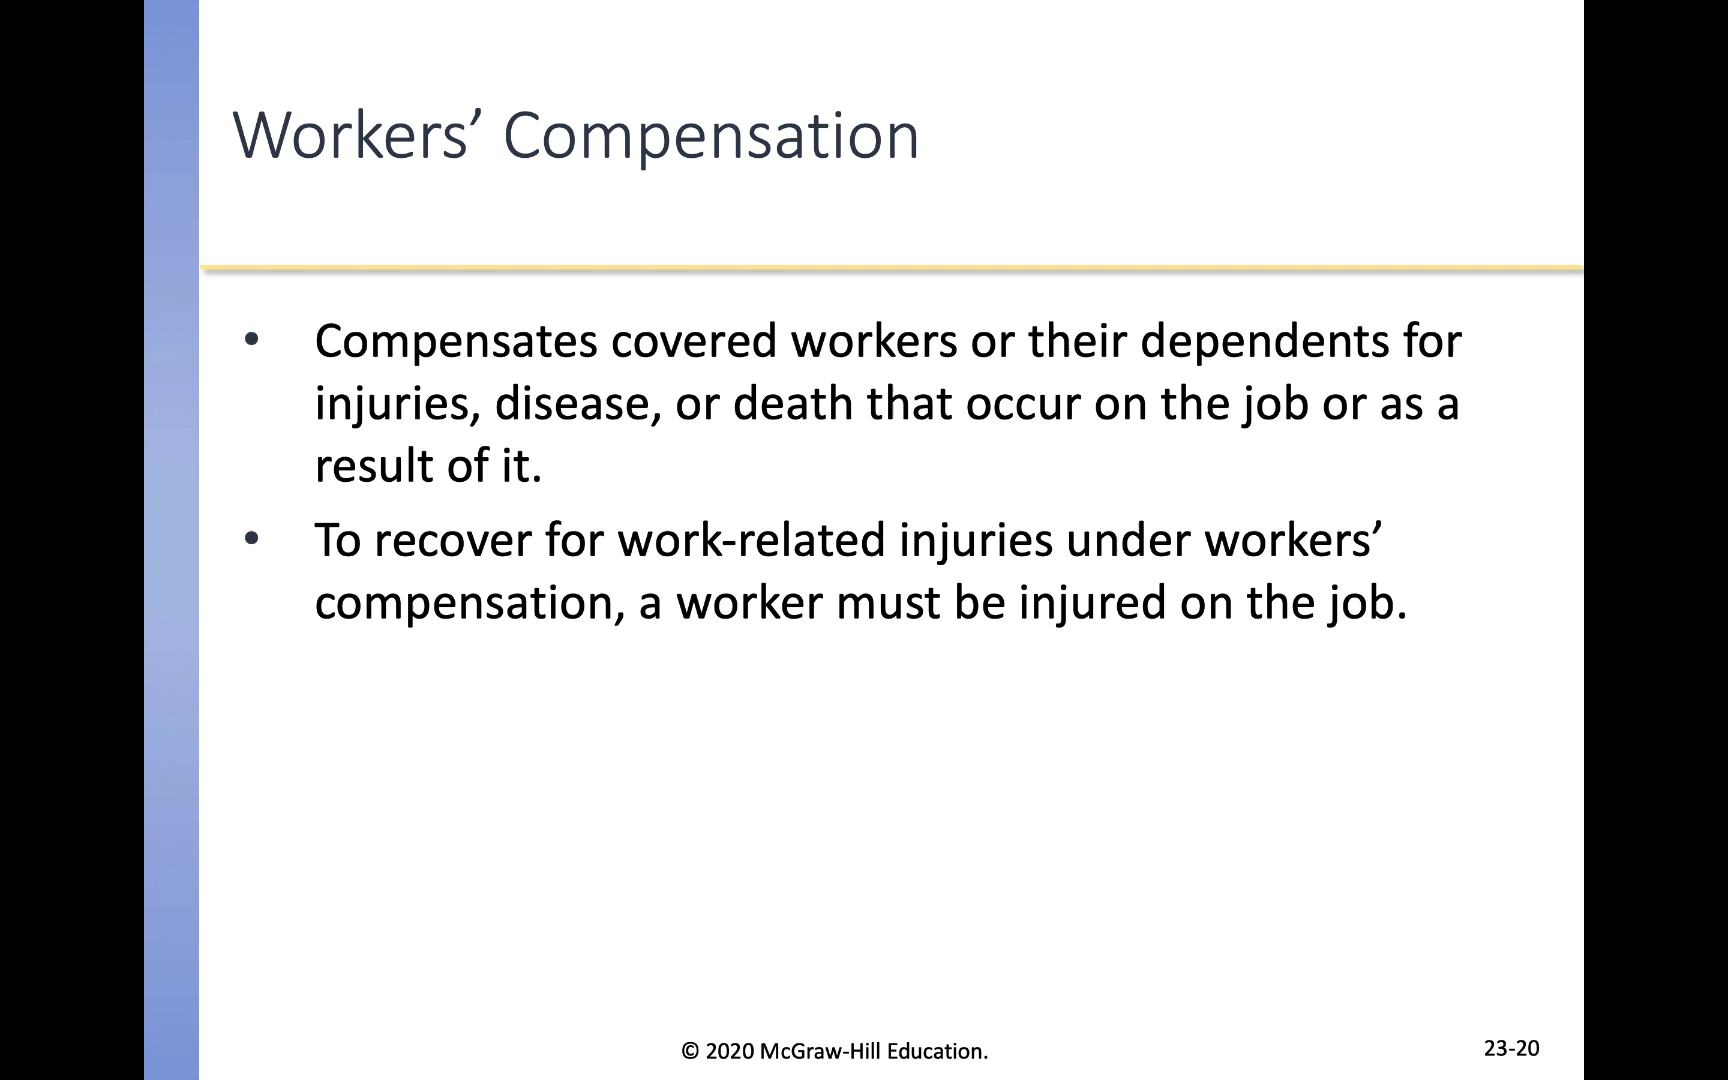 Workers’ Compensation
• Compensates covered workers or their dependents for
injuries, disease, or death that occur on the job or as a
result of it.
• To recover for work-related injuries under workers’
compensation, a worker must be injured on the job.
© 2020 McGraw-Hill Education.
23-20